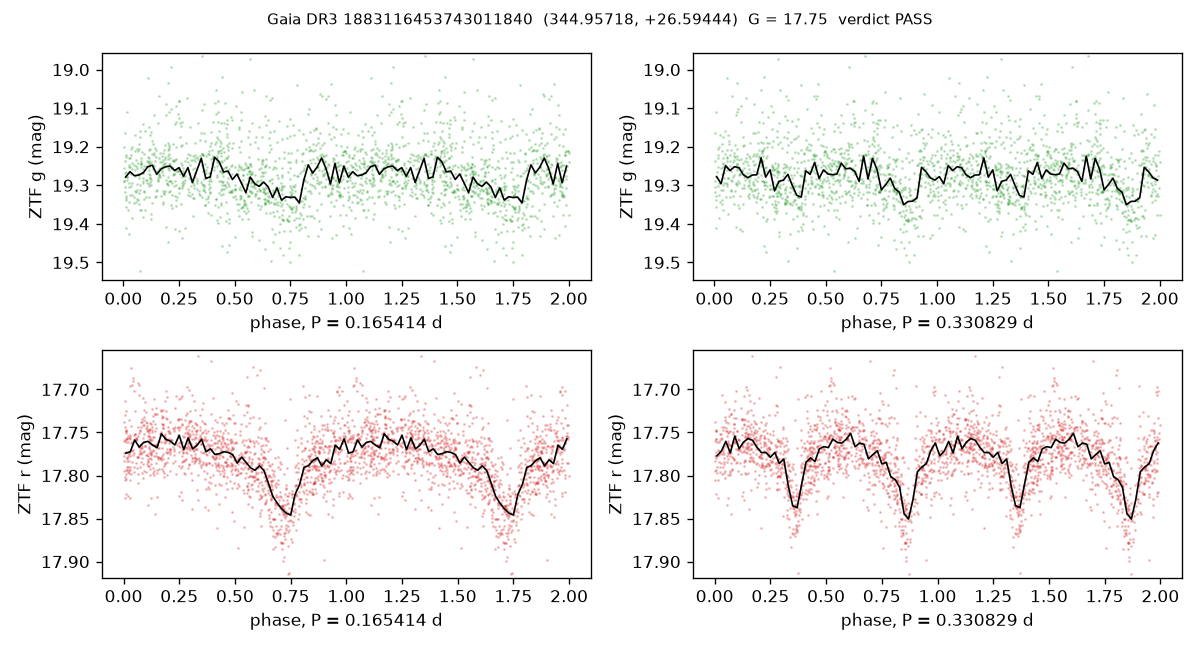 Gaia DR3 1883116453743011840  (344.95718, +26.59444)  G = 17.75  verdict PASS
ZTF g (mag)
19.0
19.1
19.2
19.3
19.4
19.5
0.00 0.25 0.50 0.75 1.00 1.25 1.50 1.75 2.00
phase, P = 0.165414 d
ZTF g (mag)
19.0
19.1
19.2
19.3
19.4
19.5
0.00 0.25 0.50 0.75 1.00 1.25 1.50 1.75 2.00
phase, P = 0.330829 d
ZTF r (mag)
17.70
17.75
17.80
17.85
17.90
0.00 0.25 0.50 0.75 1.00 1.25 1.50 1.75 2.00
phase, P = 0.165414 d
ZTF r (mag)
17.70
17.75
17.80
17.85
17.90
0.00 0.25 0.50 0.75 1.00 1.25 1.50 1.75 2.00
phase, P = 0.330829 d